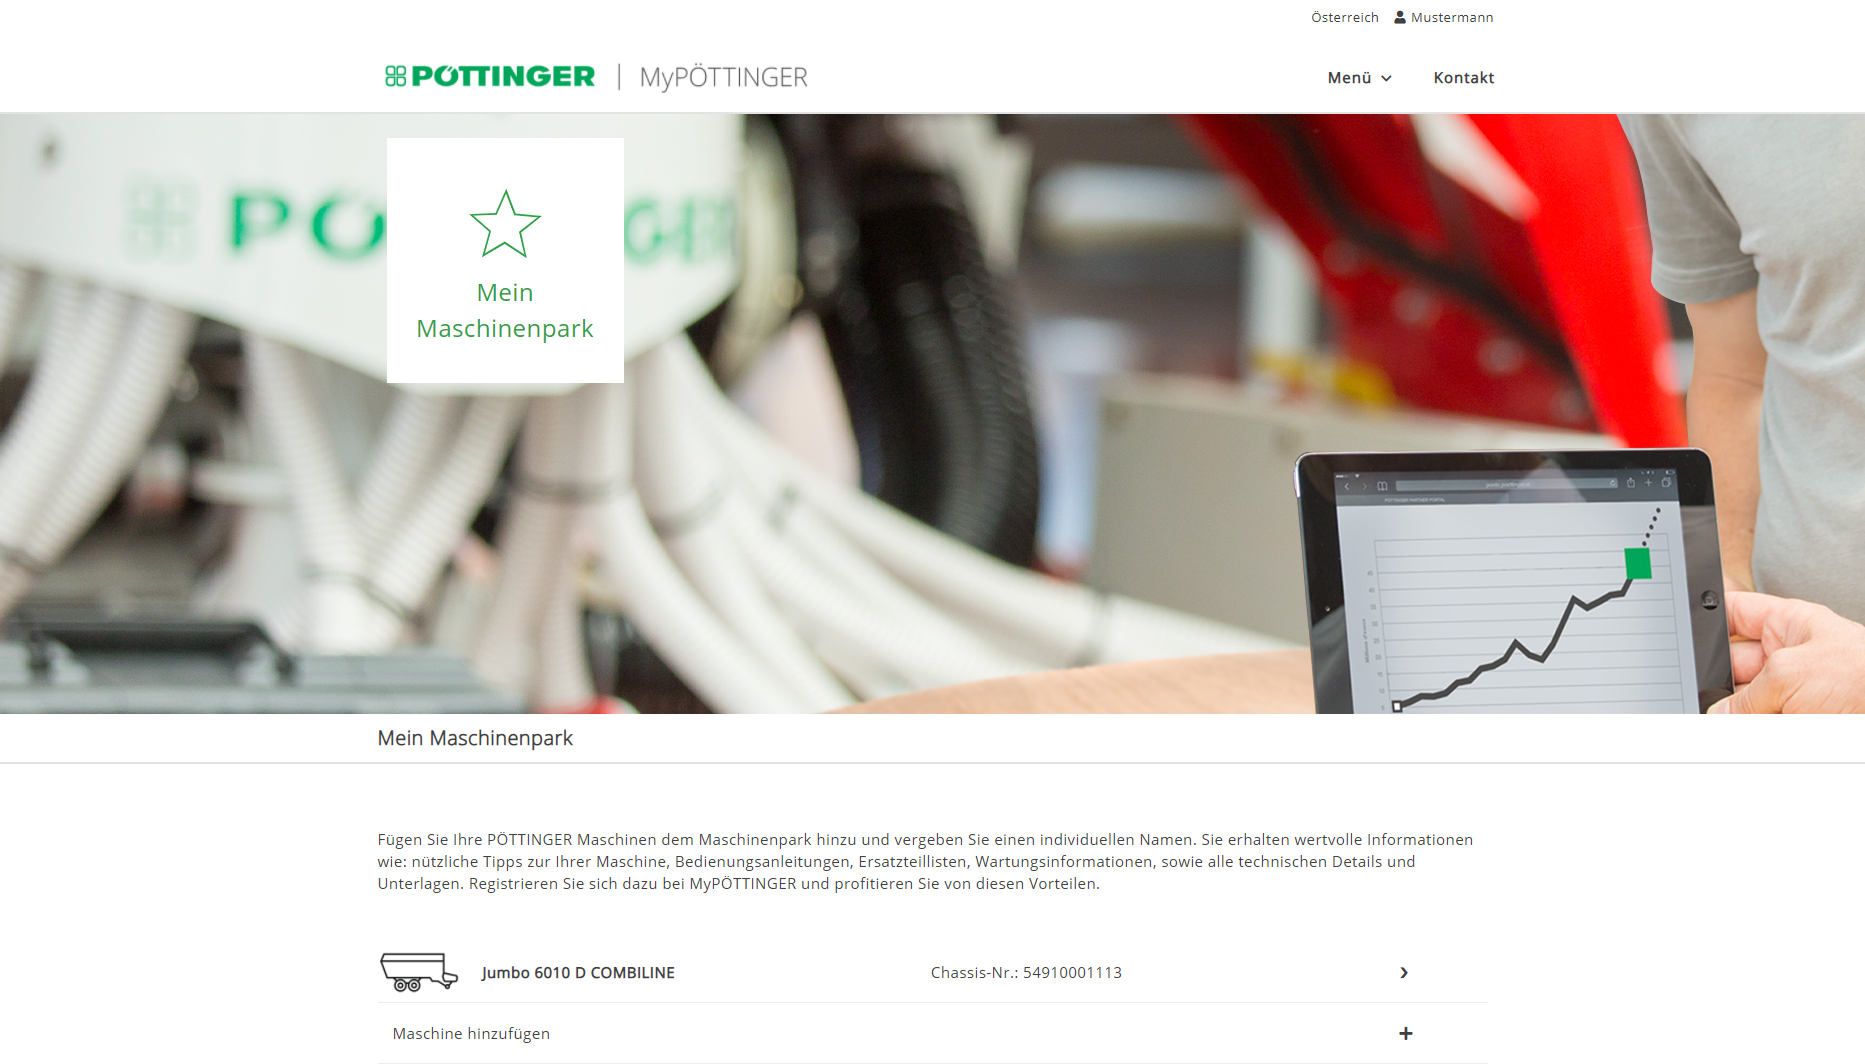 Österreich Mustermann
PÖTTINGER | MyPÖTTINGER
Menü Kontakt
Mein
Maschinenpark
Mein Maschinenpark
Fügen Sie Ihre PÖTTINGER Maschinen dem Maschinenpark hinzu und vergeben Sie einen individuellen Namen. Sie erhalten wertvolle Informationen
wie: nützliche Tipps zur Ihrer Maschine, Bedienungsanleitungen, Ersatzteillisten, Wartungsinformationen, sowie alle technischen Details und
Unterlagen. Registrieren Sie sich dazu bei MyPÖTTINGER und profitieren Sie von diesen Vorteilen.
Jumbo 6010 D COMBILINE Chassis-Nr.: 54910001113
Maschine hinzufügen